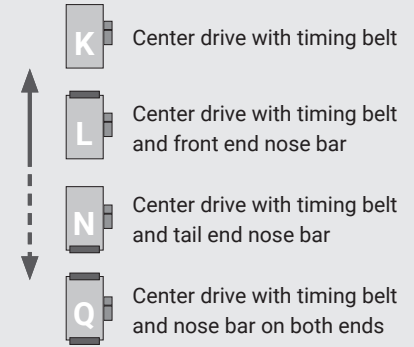 K
Center drive with timing belt
L
Center drive with timing belt
and front end nose bar
N
Center drive with timing belt
and tail end nose bar
Q
Center drive with timing belt
and nose bar on both ends